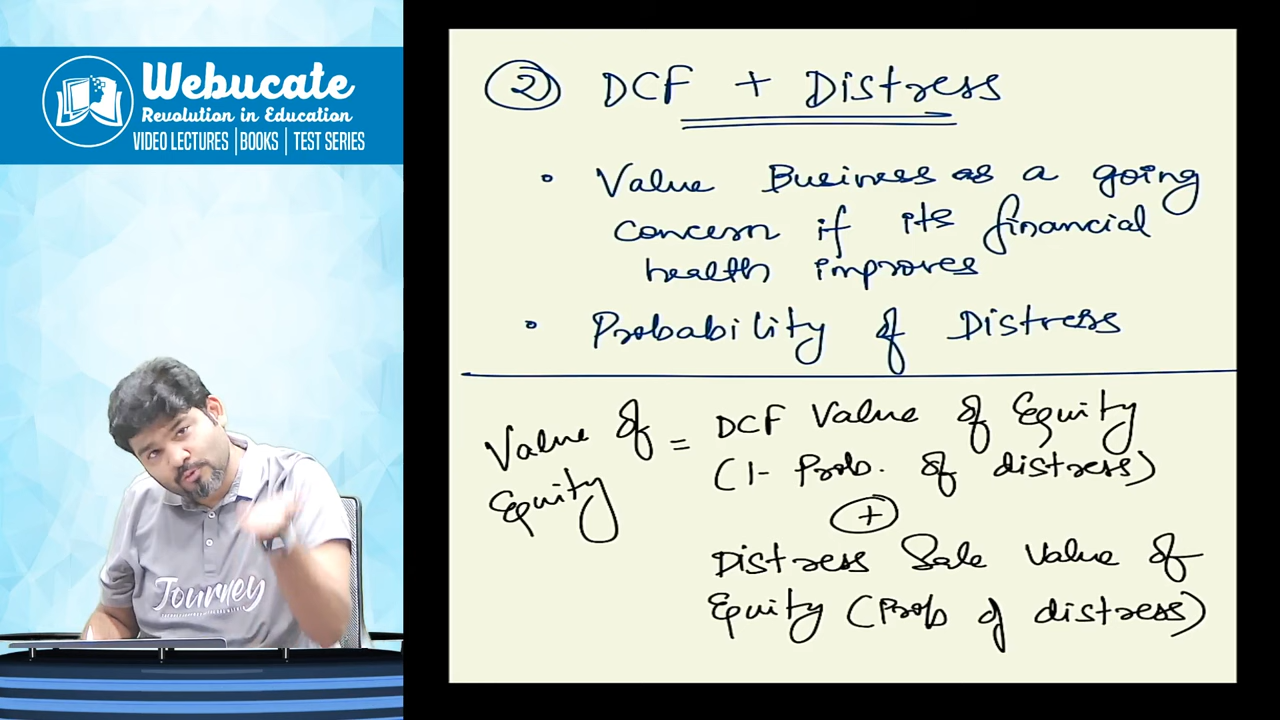 Webucate
Revolution in Education
VIDEO LECTURES | BOOKS | TEST SERIES
Journey
② DCF + Distress
• Value Business as a going
concern if its financial
health improves
• Probability of Distress
Value of
Equity
= DCF Value of Equity
(1- Prob. of distress)
+
Distress Sale Value of
Equity (Prob of distress)